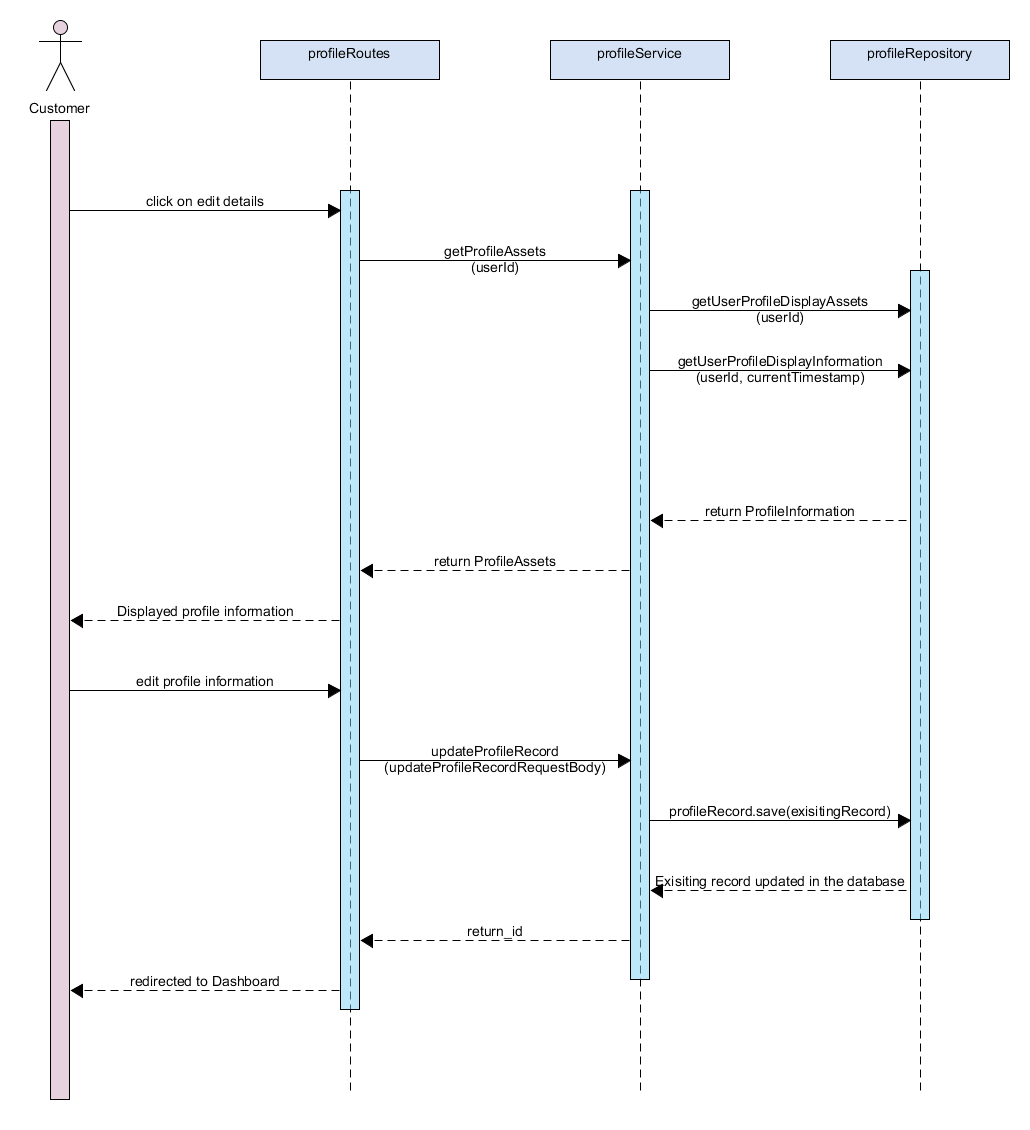 profileRoutes
profileService
profileRepository
Customer
click on edit details
getProfileAssets
(userId)
getUserProfileDisplayAssets
(userId)
getUserProfileDisplayInformation
(userId, currentTimestamp)
return ProfileInformation
return ProfileAssets
Displayed profile information
edit profile information
updateProfileRecord
(updateProfileRecordRequestBody)
profileRecord.save(exisitingRecord)
Exisiting record updated in the database
return_id
redirected to Dashboard